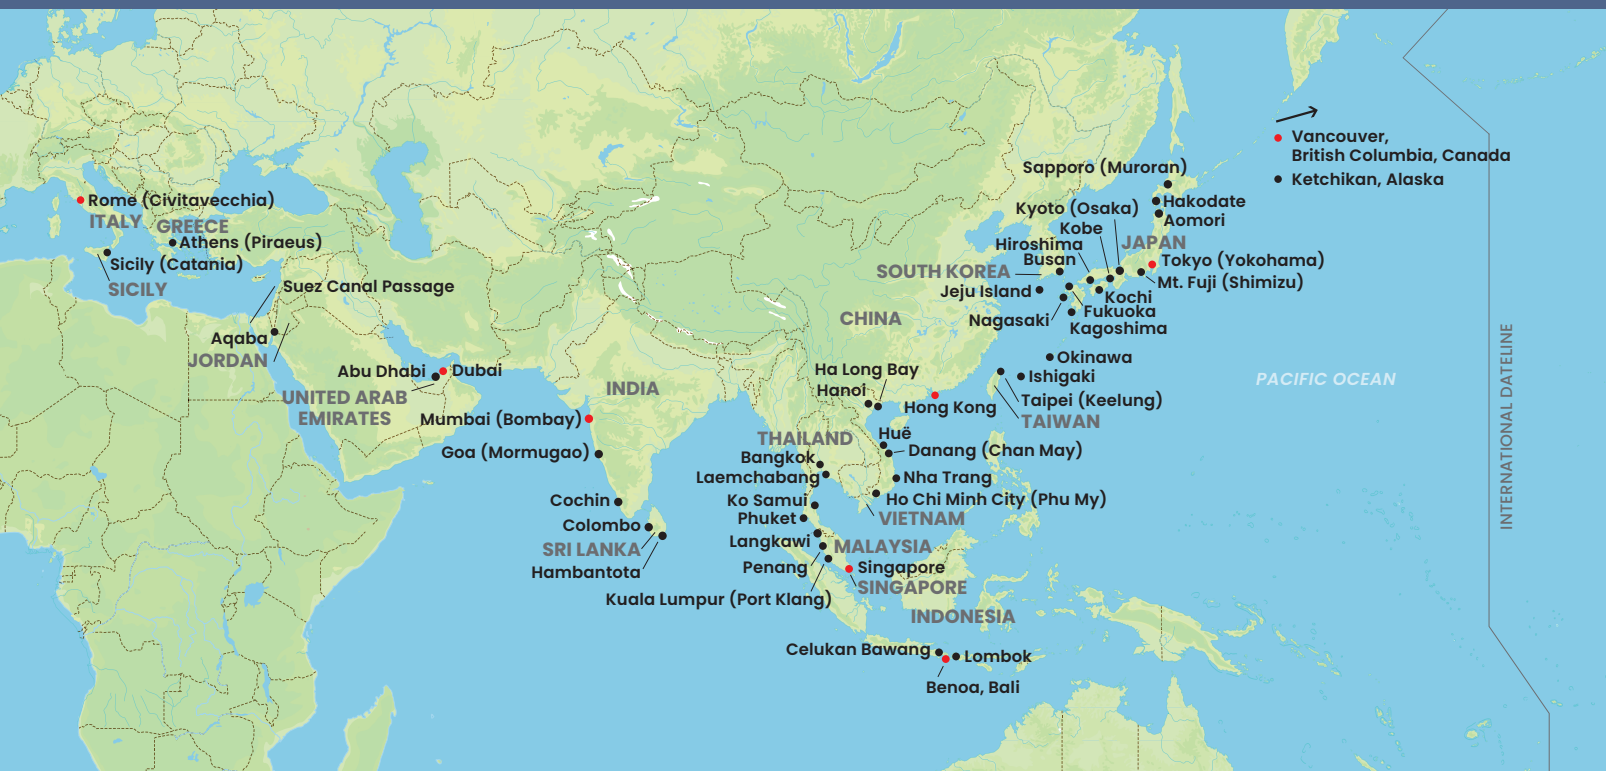 Vancouver,
British Columbia, Canada
Ketchikan, Alaska
Sapporo (Muroran)
Hakodate
Kyoto (Osaka)
Aomori
Kobe
JAPAN
Hiroshima
Busan
Tokyo (Yokohama)
SOUTH KOREA
Mt. Fuji (Shimizu)
Jeju Island
Kochi
Fukuoka
Nagasaki
Kagoshima
Rome (Civitavecchia)
ITALY
GREECE
Athens (Piraeus)
Sicily (Catania)
SICILY
Suez Canal Passage
Aqaba
JORDAN
Abu Dhabi
Dubai
UNITED ARAB
EMIRATES
INDIA
Mumbai (Bombay)
Goa (Mormugao)
Cochin
Colombo
SRI LANKA
Hambantota
CHINA
Okinawa
Ishigaki
Taipei (Keelung)
TAIWAN
Ha Long Bay
Hanoi
Hong Kong
THAILAND
Huë
Bangkok
Danang (Chan May)
Laemchabang
Nha Trang
Ko Samui
Ho Chi Minh City (Phu My)
Phuket
VIETNAM
Langkawi
MALAYSIA
Penang
Singapore
SINGAPORE
Kuala Lumpur (Port Klang)
INDONESIA
Celukan Bawang
Lombok
Benoa, Bali
PACIFIC OCEAN
INTERNATIONAL DATELINE